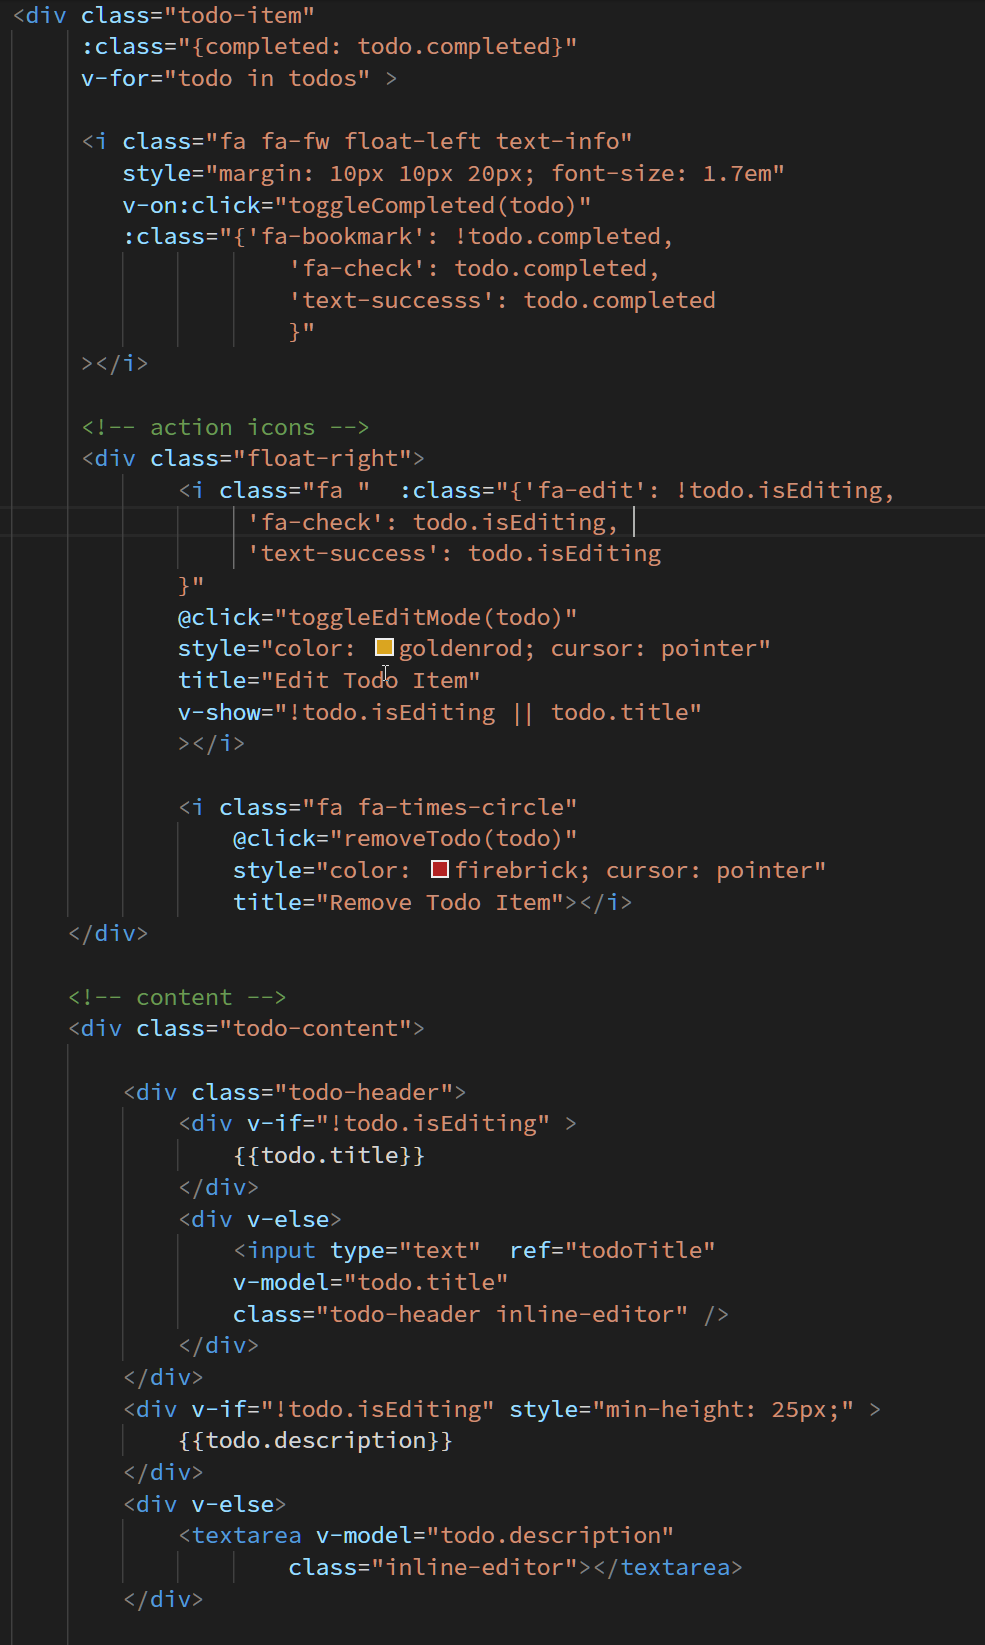 <div class="todo-item"
:class="{completed: todo.completed}"
v-for="todo in todos" >
<i class="fa fa-fw float-left text-info"
style="margin: 10px 10px 20px; font-size: 1.7em"
v-on:click="toggleCompleted(todo)"
:class="{'fa-bookmark': !todo.completed,
'fa-check': todo.completed,
'text-successs': todo.completed
}"
></i>
<!-- action icons -->
<div class="float-right">
<i class="fa "  :class="{'fa-edit': !todo.isEditing,
'fa-check': todo.isEditing,
'text-success': todo.isEditing
}"
@click="toggleEditMode(todo)"
style="color: goldenrod; cursor: pointer"
title="Edit Todo Item"
v-show="!todo.isEditing || todo.title"
></i>
<i class="fa fa-times-circle"
@click="removeTodo(todo)"
style="color: firebrick; cursor: pointer"
title="Remove Todo Item"></i>
</div>
<!-- content -->
<div class="todo-content">
<div class="todo-header">
<div v-if="!todo.isEditing" >
{{todo.title}}
</div>
<div v-else>
<input type="text"  ref="todoTitle"
v-model="todo.title"
class="todo-header inline-editor" />
</div>
</div>
<div v-if="!todo.isEditing" style="min-height: 25px;" >
{{todo.description}}
</div>
<div v-else>
<textarea v-model="todo.description"
class="inline-editor"></textarea>
</div>